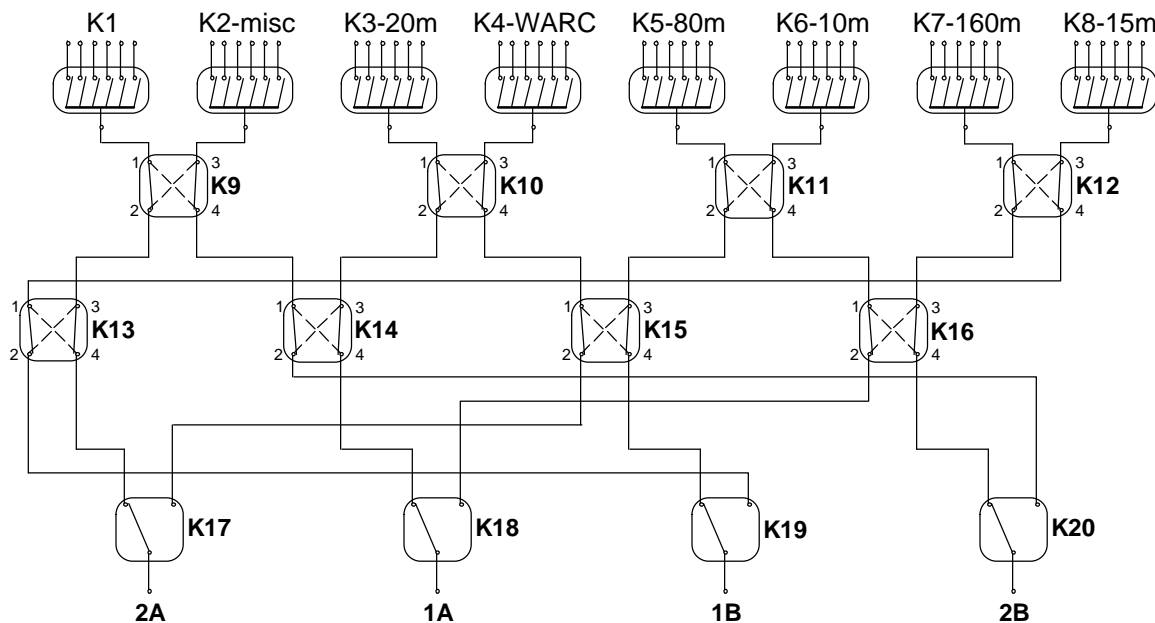 K1 K2-misc K3-20m K4-WARC K5-80m K6-10m K7-160m K8-15m
1 3 1 3 1 3 1 3
K9 K10 K11 K12
2 4 2 4 2 4 2 4
1 3 1 3 1 3 1 3
K13 K14 K15 K16
2 4 2 4 2 4 2 4
K17 K18 K19 K20
2A 1A 1B 2B